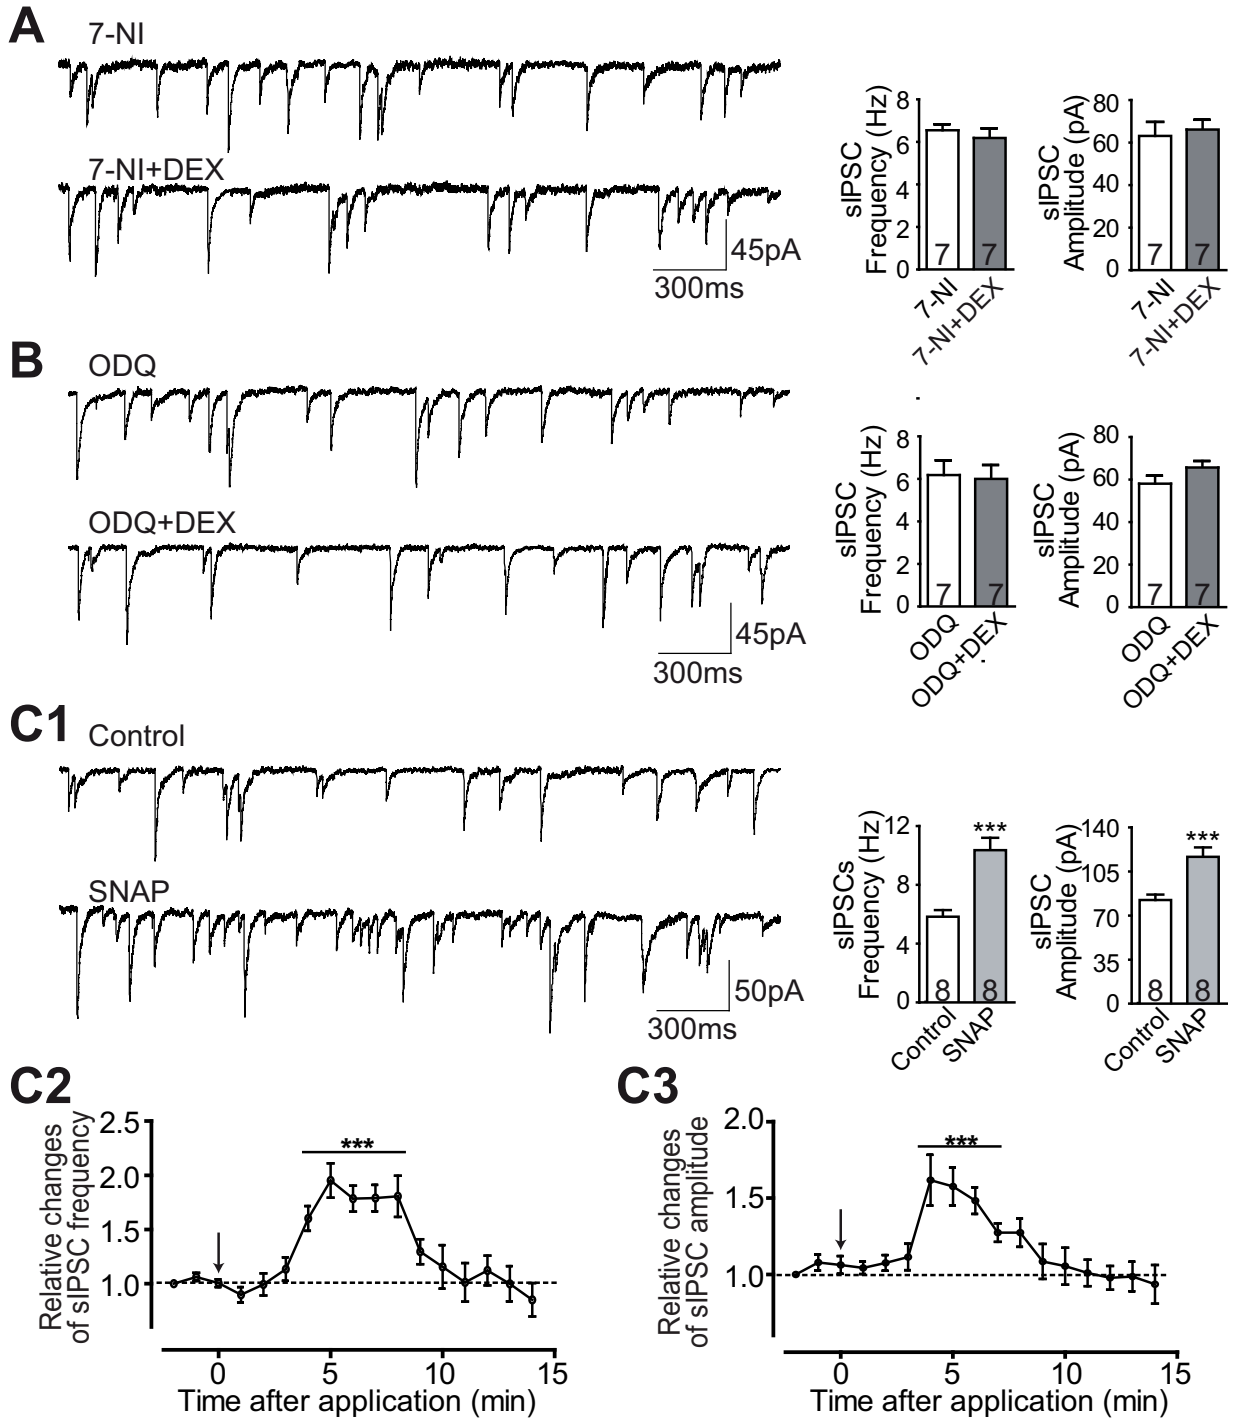 A
7-NI
7-NI+DEX
45pA
300ms
sIPSC
Frequency (Hz)
8
6
4
2
0
7
7
7-NI
7-NI+DEX
sIPSC
Amplitude (pA)
80
60
40
20
0
7
7
7-NI
7-NI+DEX
B
ODQ
ODQ+DEX
45pA
300ms
sIPSC
Frequency (Hz)
8
6
4
2
0
7
7
ODQ
ODQ+DEX
sIPSC
Amplitude (pA)
80
60
40
20
0
7
7
ODQ
ODQ+DEX
C1
Control
SNAP
50pA
300ms
sIPSCs
Frequency (Hz)
12
8
4
0
***
8
8
Control
SNAP
sIPSC
Amplitude (pA)
140
105
70
35
0
***
8
8
Control
SNAP
C2
Relative changes
of sIPSC frequency
2.5
2.0
1.5
1.0
***
0 5 10 15
Time after application (min)
C3
Relative changes
of sIPSC amplitude
2.0
1.5
1.0
***
0 5 10 15
Time after application (min)